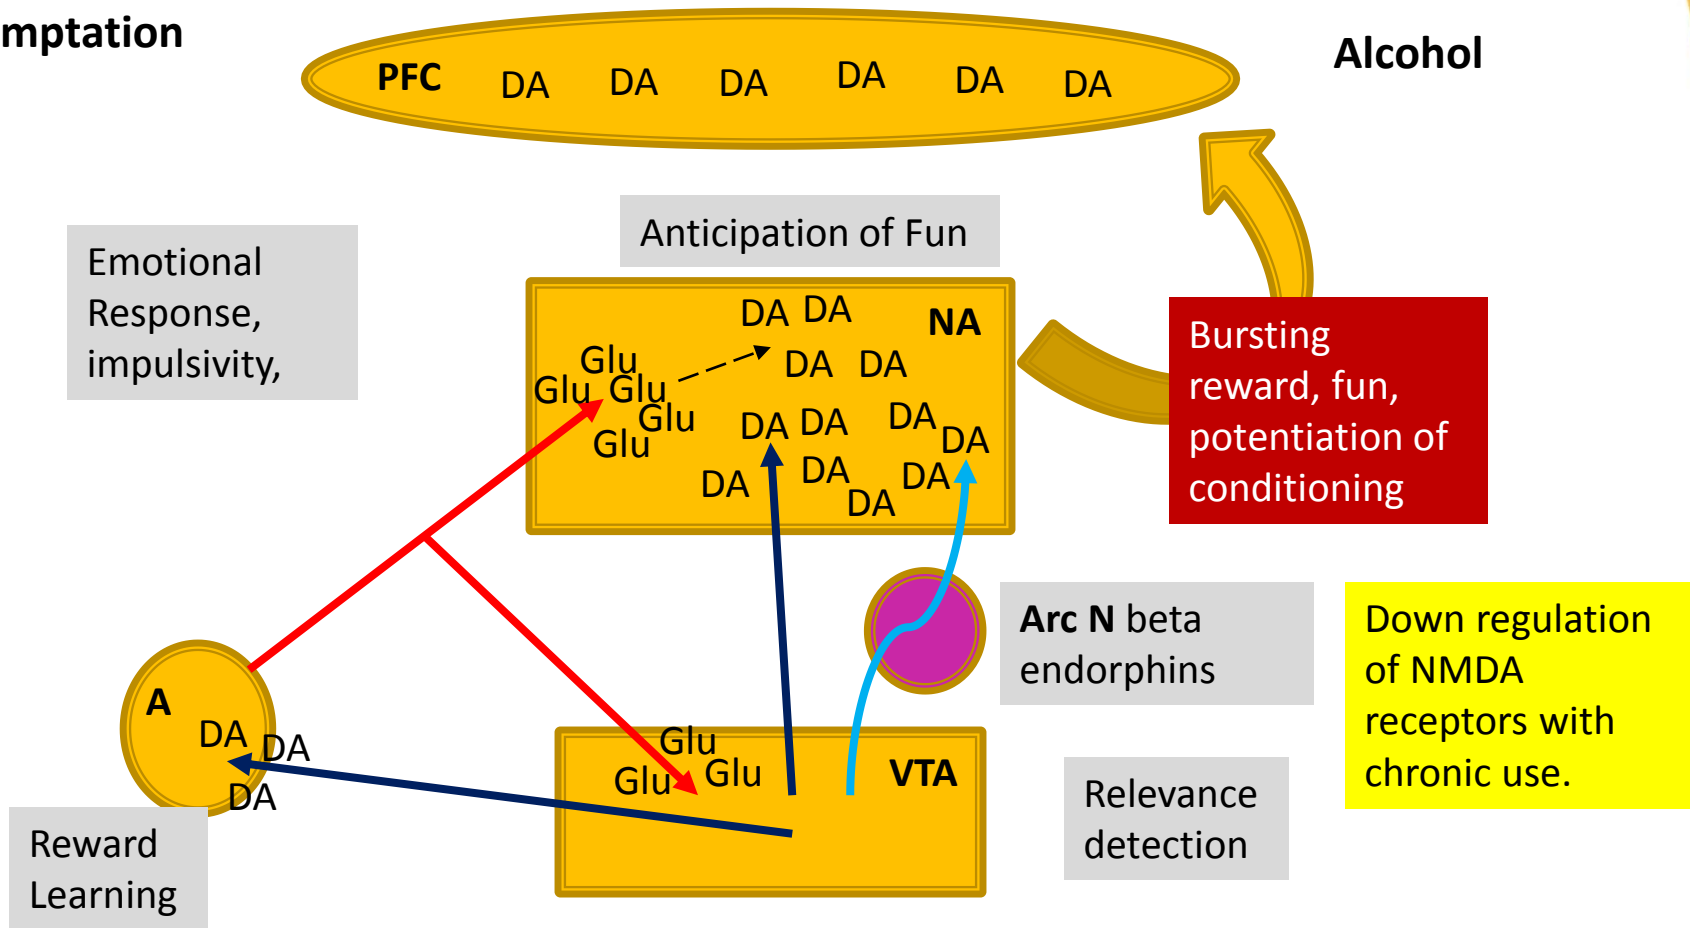 mptation
Alcohol
PFC DA DA DA DA DA DA
Anticipation of Fun
Emotional
Response,
impulsivity,
DA DA
NA
Glu
DA DA
Glu Glu
Glu
Glu
DA DA DA
DA
DA DA DA
DA
Bursting
reward, fun,
potentiation of
conditioning
Arc N beta
endorphins
Down regulation
of NMDA
receptors with
chronic use.
A
DA DA
DA
Glu
Glu Glu
VTA
Relevance
detection
Reward
Learning